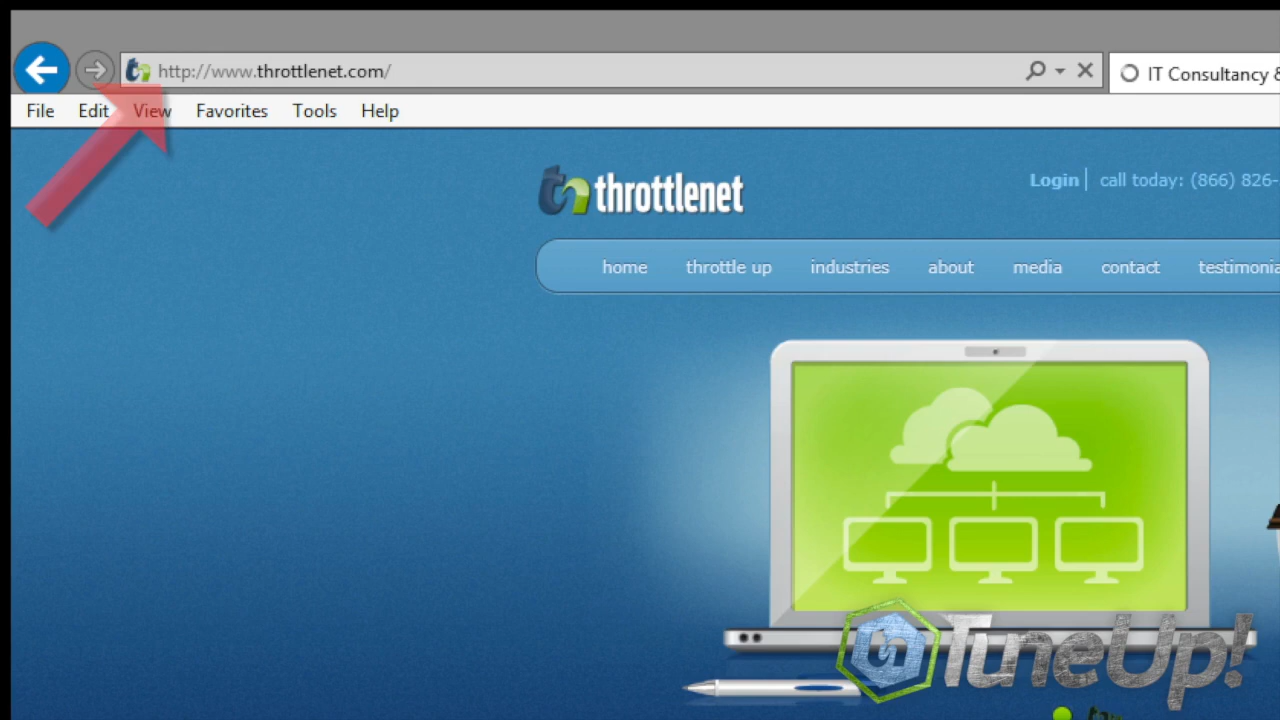 http://www.throttlenet.com/
IT Consultancy &
File Edit View Favorites Tools Help
throttlenet
Login call today: (866) 826-
home throttle up industries about media contact testimonia
tn TuneUp!